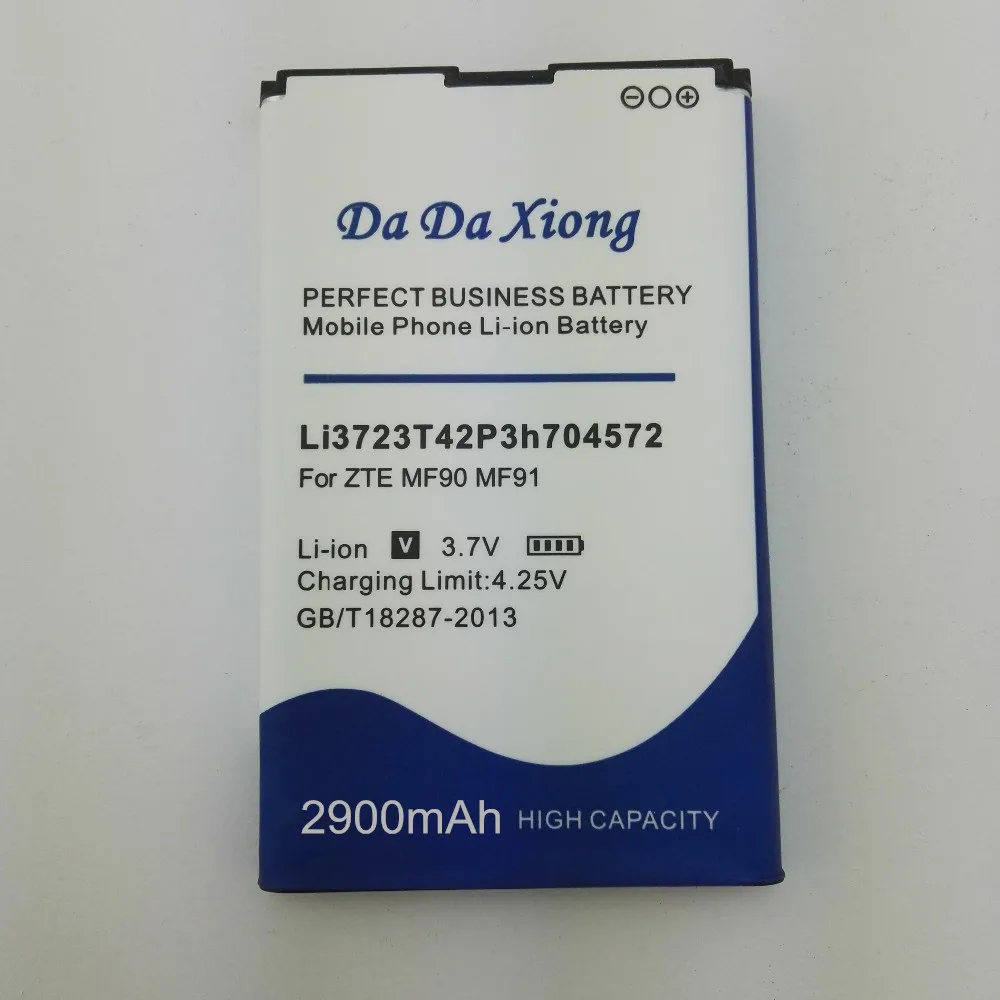 ⊖○⊕
Da Da Xiong
PERFECT BUSINESS BATTERY
Mobile Phone Li-ion Battery
Li3723T42P3h704572
For ZTE MF90 MF91
Li-ion V 3.7V
Charging Limit:4.25V
GB/T18287-2013
2900mAh HIGH CAPACITY